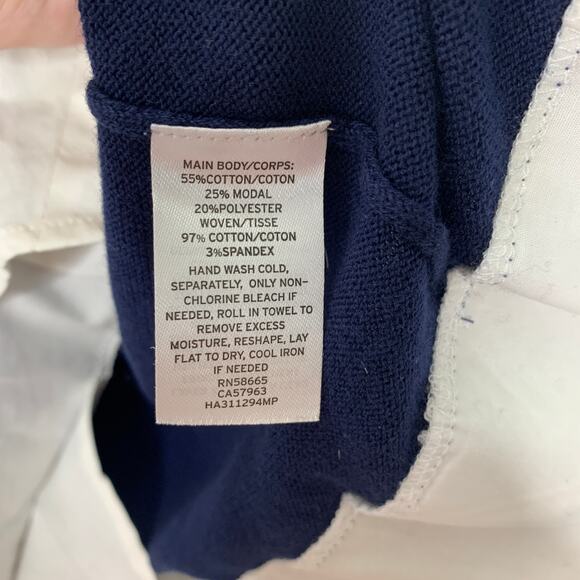 MAIN BODY/CORPS:
55%COTTON/COTON
25% MODAL
20%POLYESTER
WOVEN/TISSE
97% COTTON/COTON
3%SPANDEX
HAND WASH COLD,
SEPARATELY, ONLY NON-
CHLORINE BLEACH IF
NEEDED, ROLL IN TOWEL TO
REMOVE EXCESS
MOISTURE, RESHAPE, LAY
FLAT TO DRY, COOL IRON
IF NEEDED
RN58665
CA57963
HA311294MP